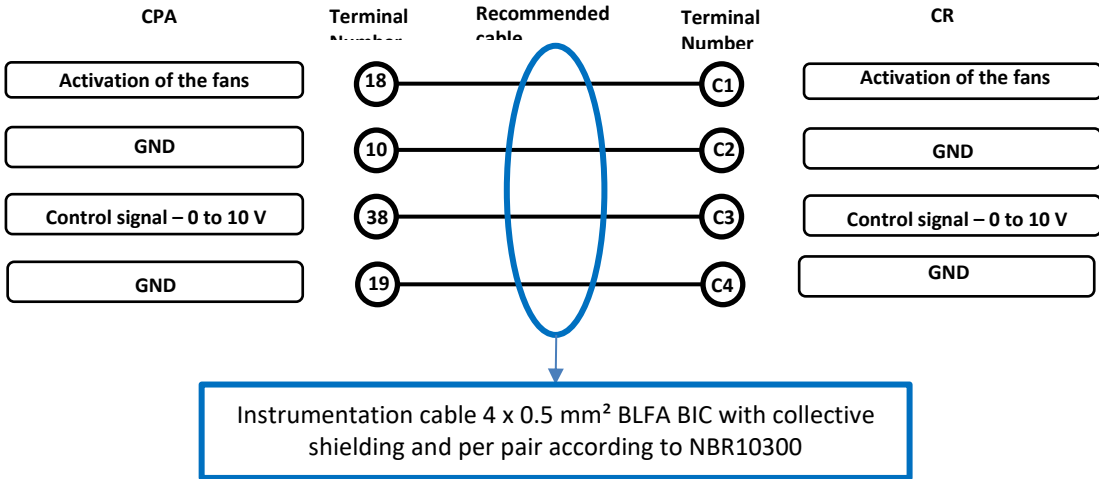 CPA Terminal Recommended Terminal CR
Number cable Number
Activation of the fans 18 C1 Activation of the fans
GND 10 C2 GND
Control signal – 0 to 10 V 38 C3 Control signal – 0 to 10 V
GND 19 C4 GND
Instrumentation cable 4 x 0.5 mm² BLFA BIC with collective
shielding and per pair according to NBR10300